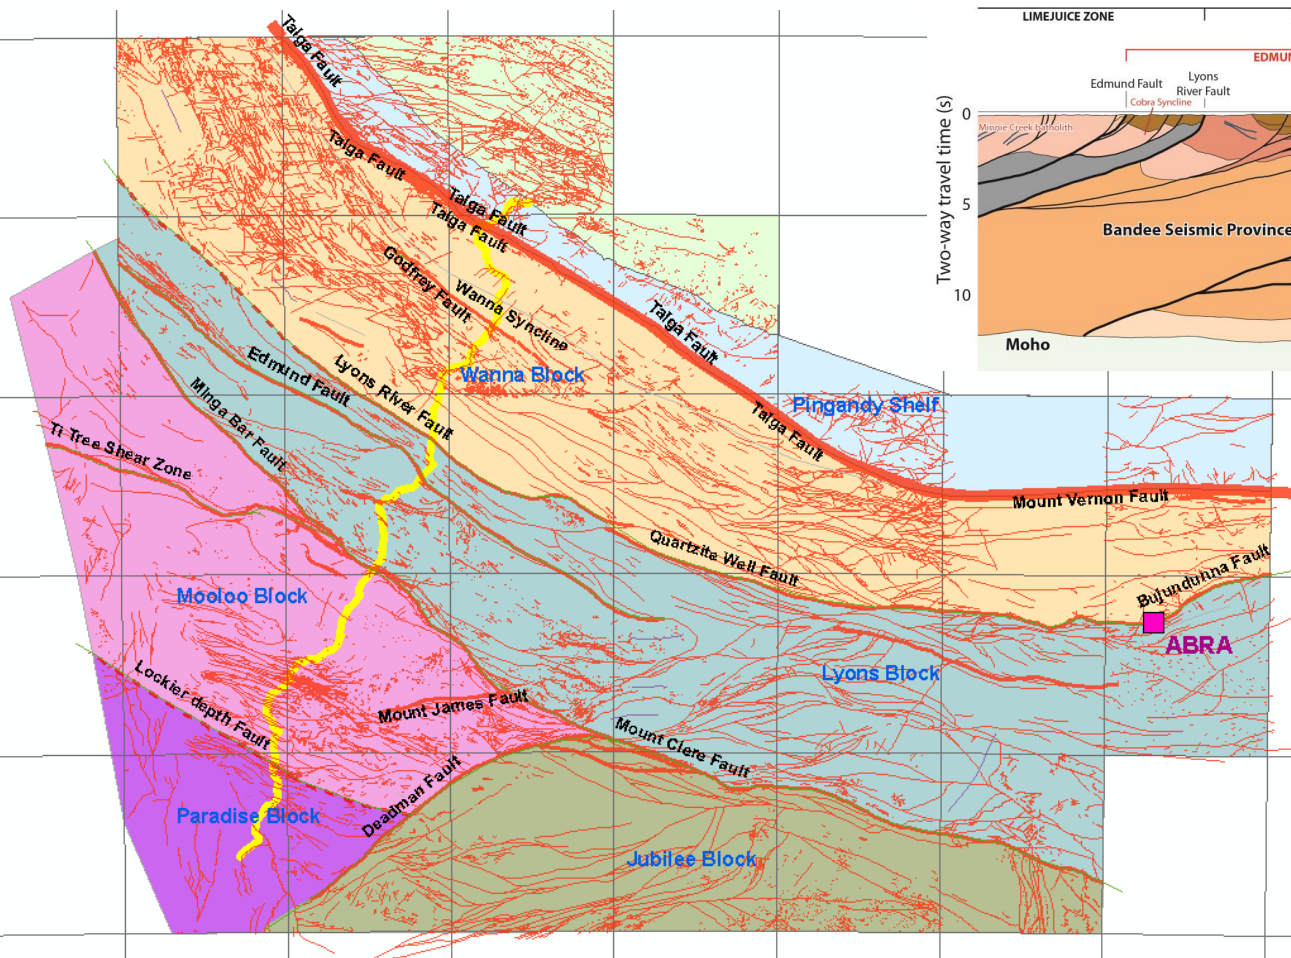 LIMEJUICE ZONE
EDMU
Edmund Fault
Lyons
River Fault
Cobra Syncline
Minnie Creek batholith
Two-way travel time (s)
0
5
10
Bandee Seismic Province
Moho
Talga Fault
Talga Fault
Talga Fault
Talga Fault
Godfrey Fault
Wanna Syncline
Talga Fault
Edmund Fault
Lyons River Fault
Wanna Block
Minga Bar Fault
Pingandy Shelf
Talga Fault
Ti Tree Shear Zone
Mount Vernon Fault
Quartzite Well Fault
Bujundunna Fault
Mooloo Block
ABRA
Lyons Block
Lockier depth Fault
Mount James Fault
Mount Clere Fault
Deadman Fault
Paradise Block
Jubilee Block